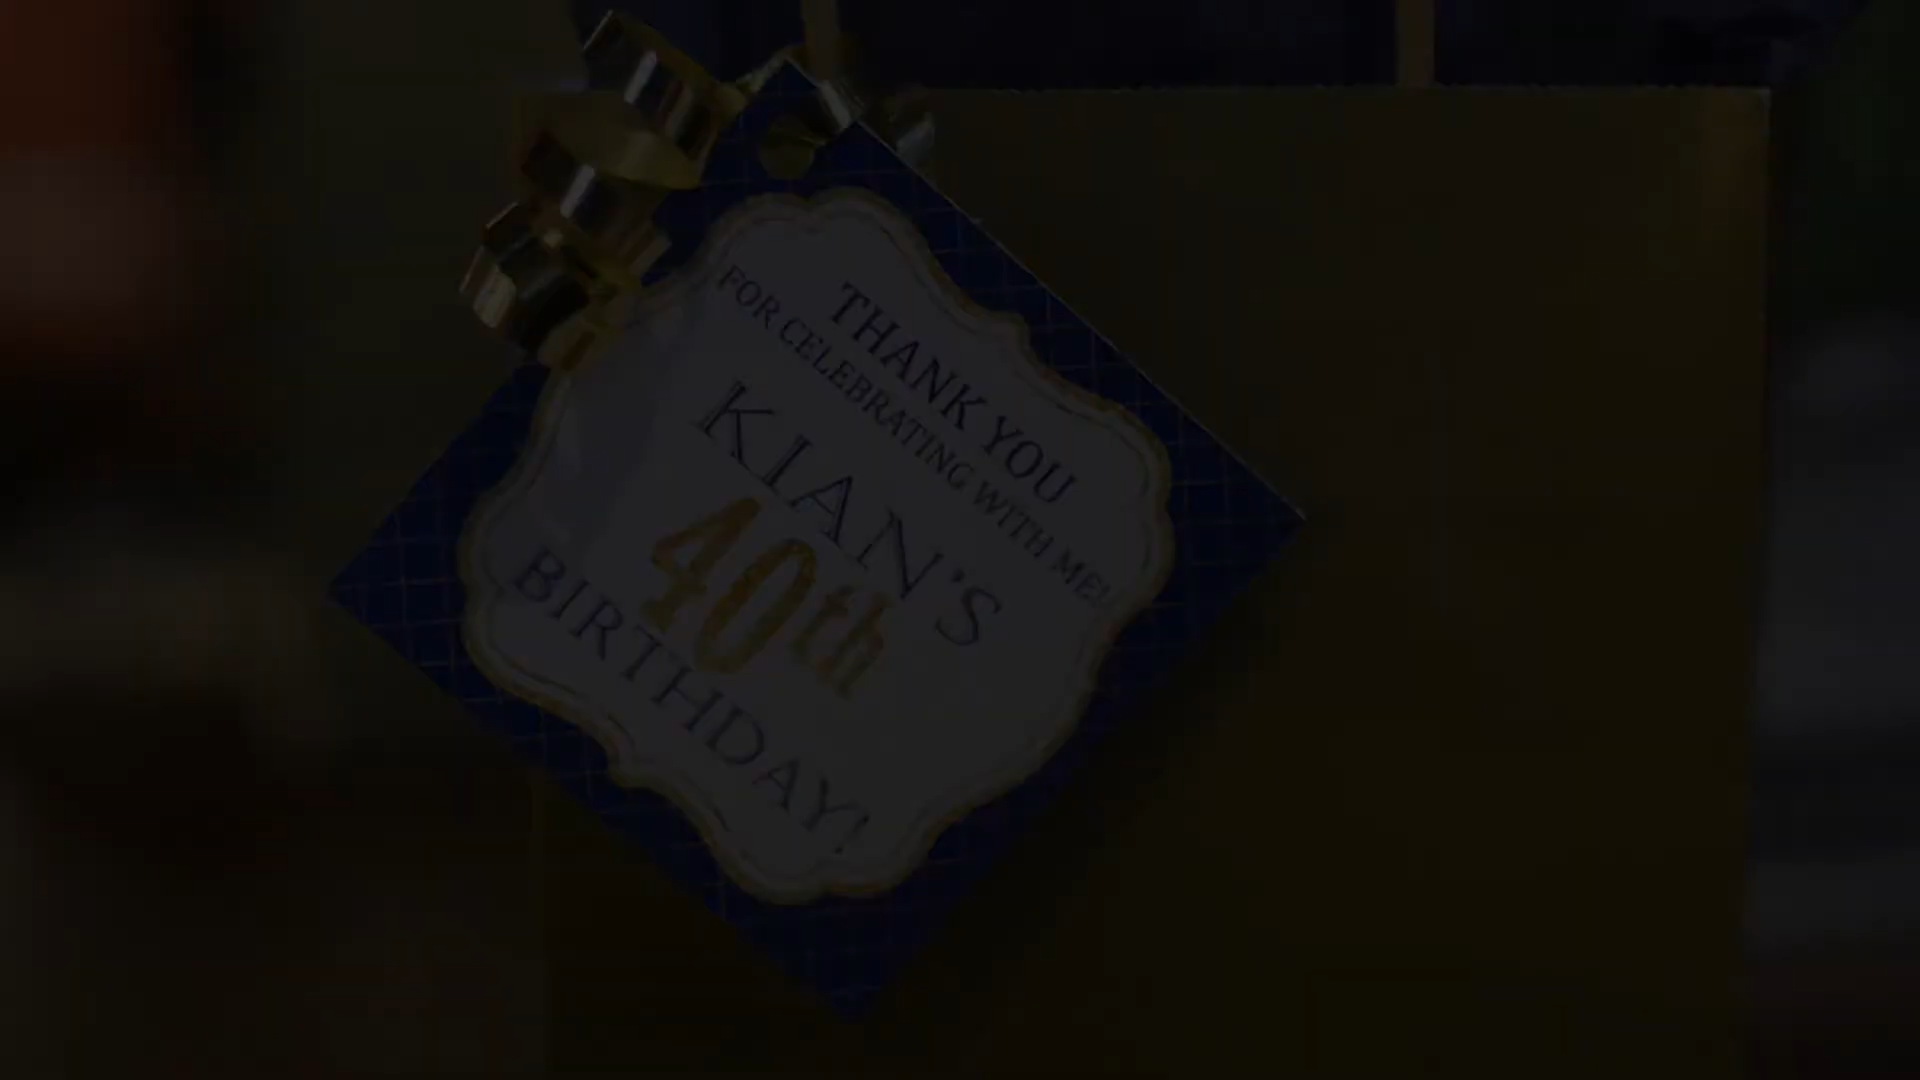 THANK YOU
FOR CELEBRATING WITH ME!
KIAN'S
40th
BIRTHDAY!